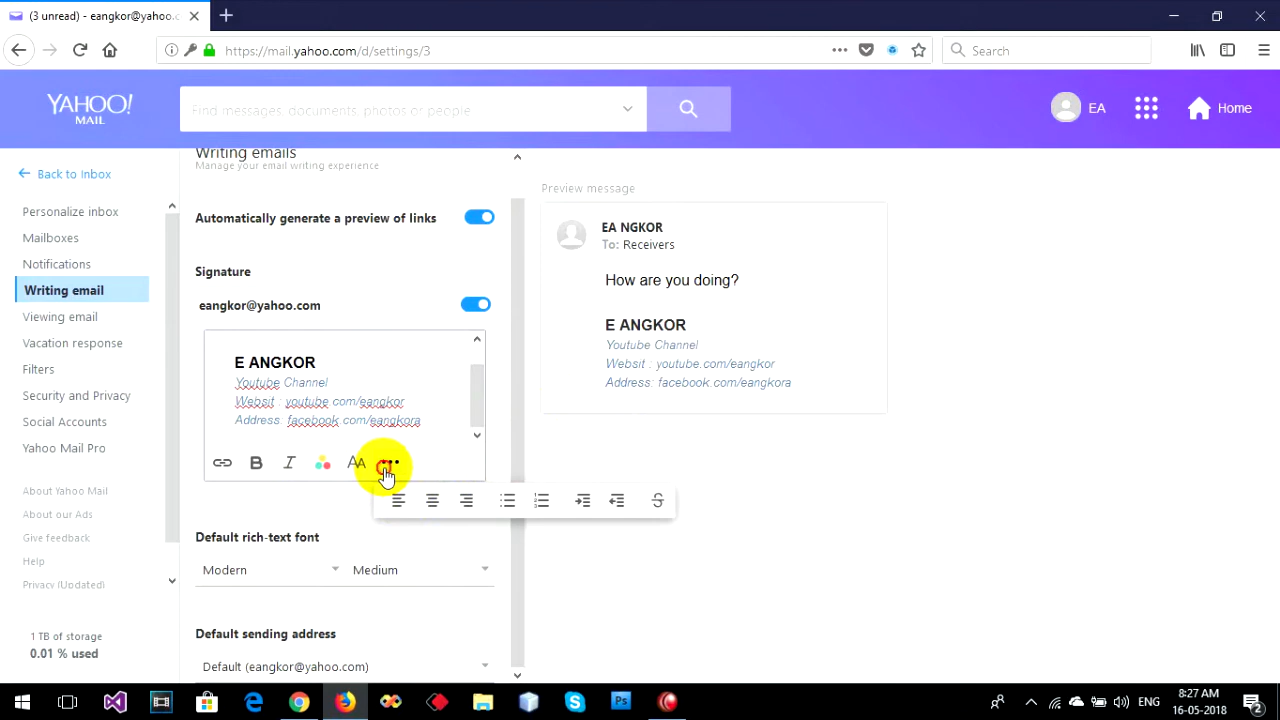 (3 unread) - eangkor@yahoo.c
https://mail.yahoo.com/d/settings/3
Search
YAHOO!
MAIL
Find messages, documents, photos or people
EA
Home
Back to Inbox
Personalize inbox
Mailboxes
Notifications
Writing email
Viewing email
Vacation response
Filters
Security and Privacy
Social Accounts
Yahoo Mail Pro
About Yahoo Mail
About our Ads
Give feedback
Help
Privacy (Updated)
1 TB of storage
0.01 % used
Writing emails
Manage your email writing experience
Automatically generate a preview of links
Signature
eangkor@yahoo.com
E ANGKOR
Youtube Channel
Websit : youtube.com/eangkor
Address: facebook.com/eangkora
B I AA
Default rich-text font
Modern Medium
Default sending address
Default (eangkor@yahoo.com)
Preview message
EA NGKOR
To: Receivers
How are you doing?
E ANGKOR
Youtube Channel
Websit : youtube.com/eangkor
Address: facebook.com/eangkora
Ps
ENG
8:27 AM
16-05-2018
2